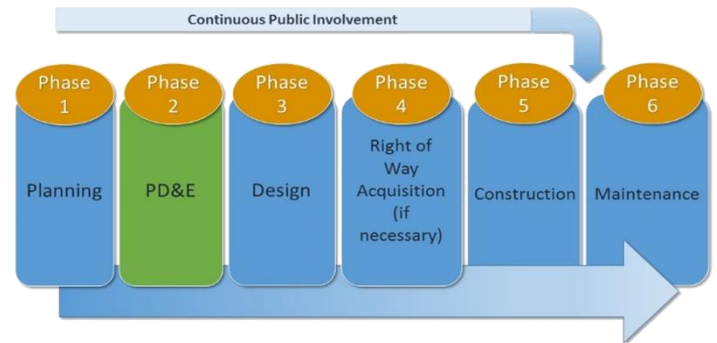 Continuous Public Involvement
Phase
1
Planning
Phase
2
PD&E
Phase
3
Design
Phase
4
Right of
Way
Acquisition
(if
necessary)
Phase
5
Construction
Phase
6
Maintenance